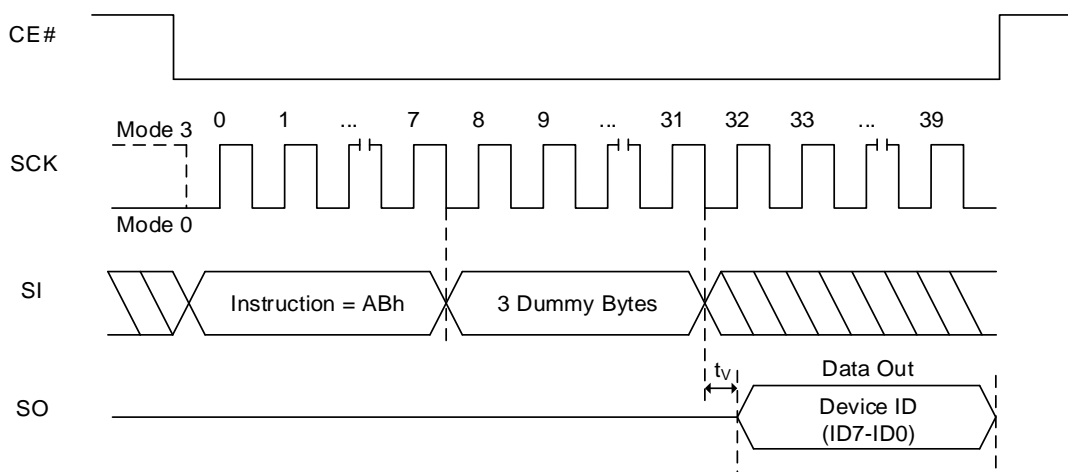 CE#
Mode 3
0 1 ... 7 8 9 ... 31 32 33 ... 39
SCK
Mode 0
SI
Instruction = ABh
3 Dummy Bytes
tV
Data Out
SO
Device ID
(ID7-ID0)